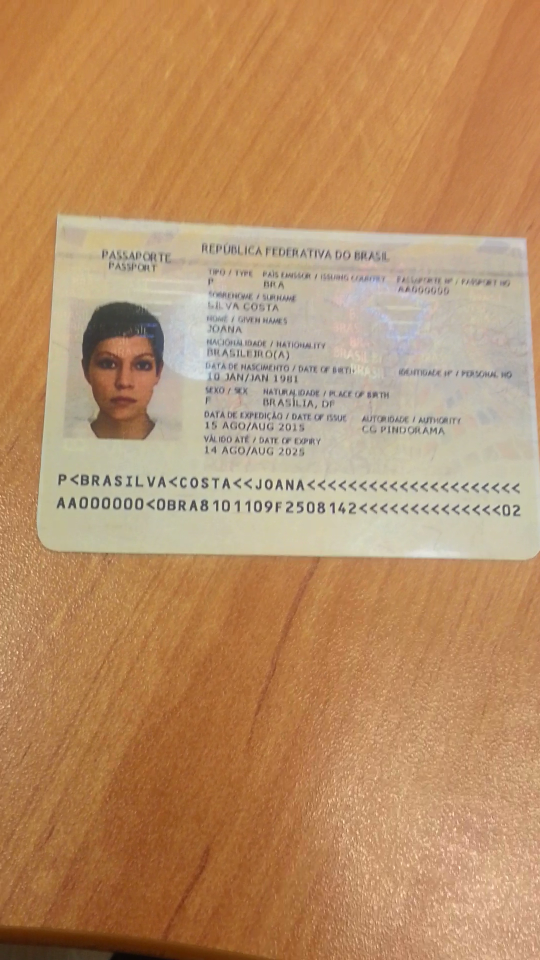 PASSAPORTE
PASSPORT
REPÚBLICA FEDERATIVA DO BRASIL
TIPO / TYPE PAÍS EMISSOR / ISSUING COUNTRY PASSAPORTE Nº / PASSPORT NO
P BRA AA000000
SOBRENOME / SURNAME
SILVA COSTA
NOME / GIVEN NAMES
JOANA
NACIONALIDADE / NATIONALITY
BRASILEIRO(A)
DATA DE NASCIMENTO / DATE OF BIRTH IDENTIDADE Nº / PERSONAL NO
10 JAN/JAN 1981
SEXO / SEX NATURALIDADE / PLACE OF BIRTH
F BRASÍLIA, DF
DATA DE EXPEDIÇÃO / DATE OF ISSUE AUTORIDADE / AUTHORITY
15 AGO/AUG 2015 CG PINDORAMA
VÁLIDO ATÉ / DATE OF EXPIRY
14 AGO/AUG 2025
P<BRASILVA<COSTA<<JOANA<<<<<<<<<<<<<<<<<<<<<
AA000000<0BRA8101109F2508142<<<<<<<<<<<<<<02